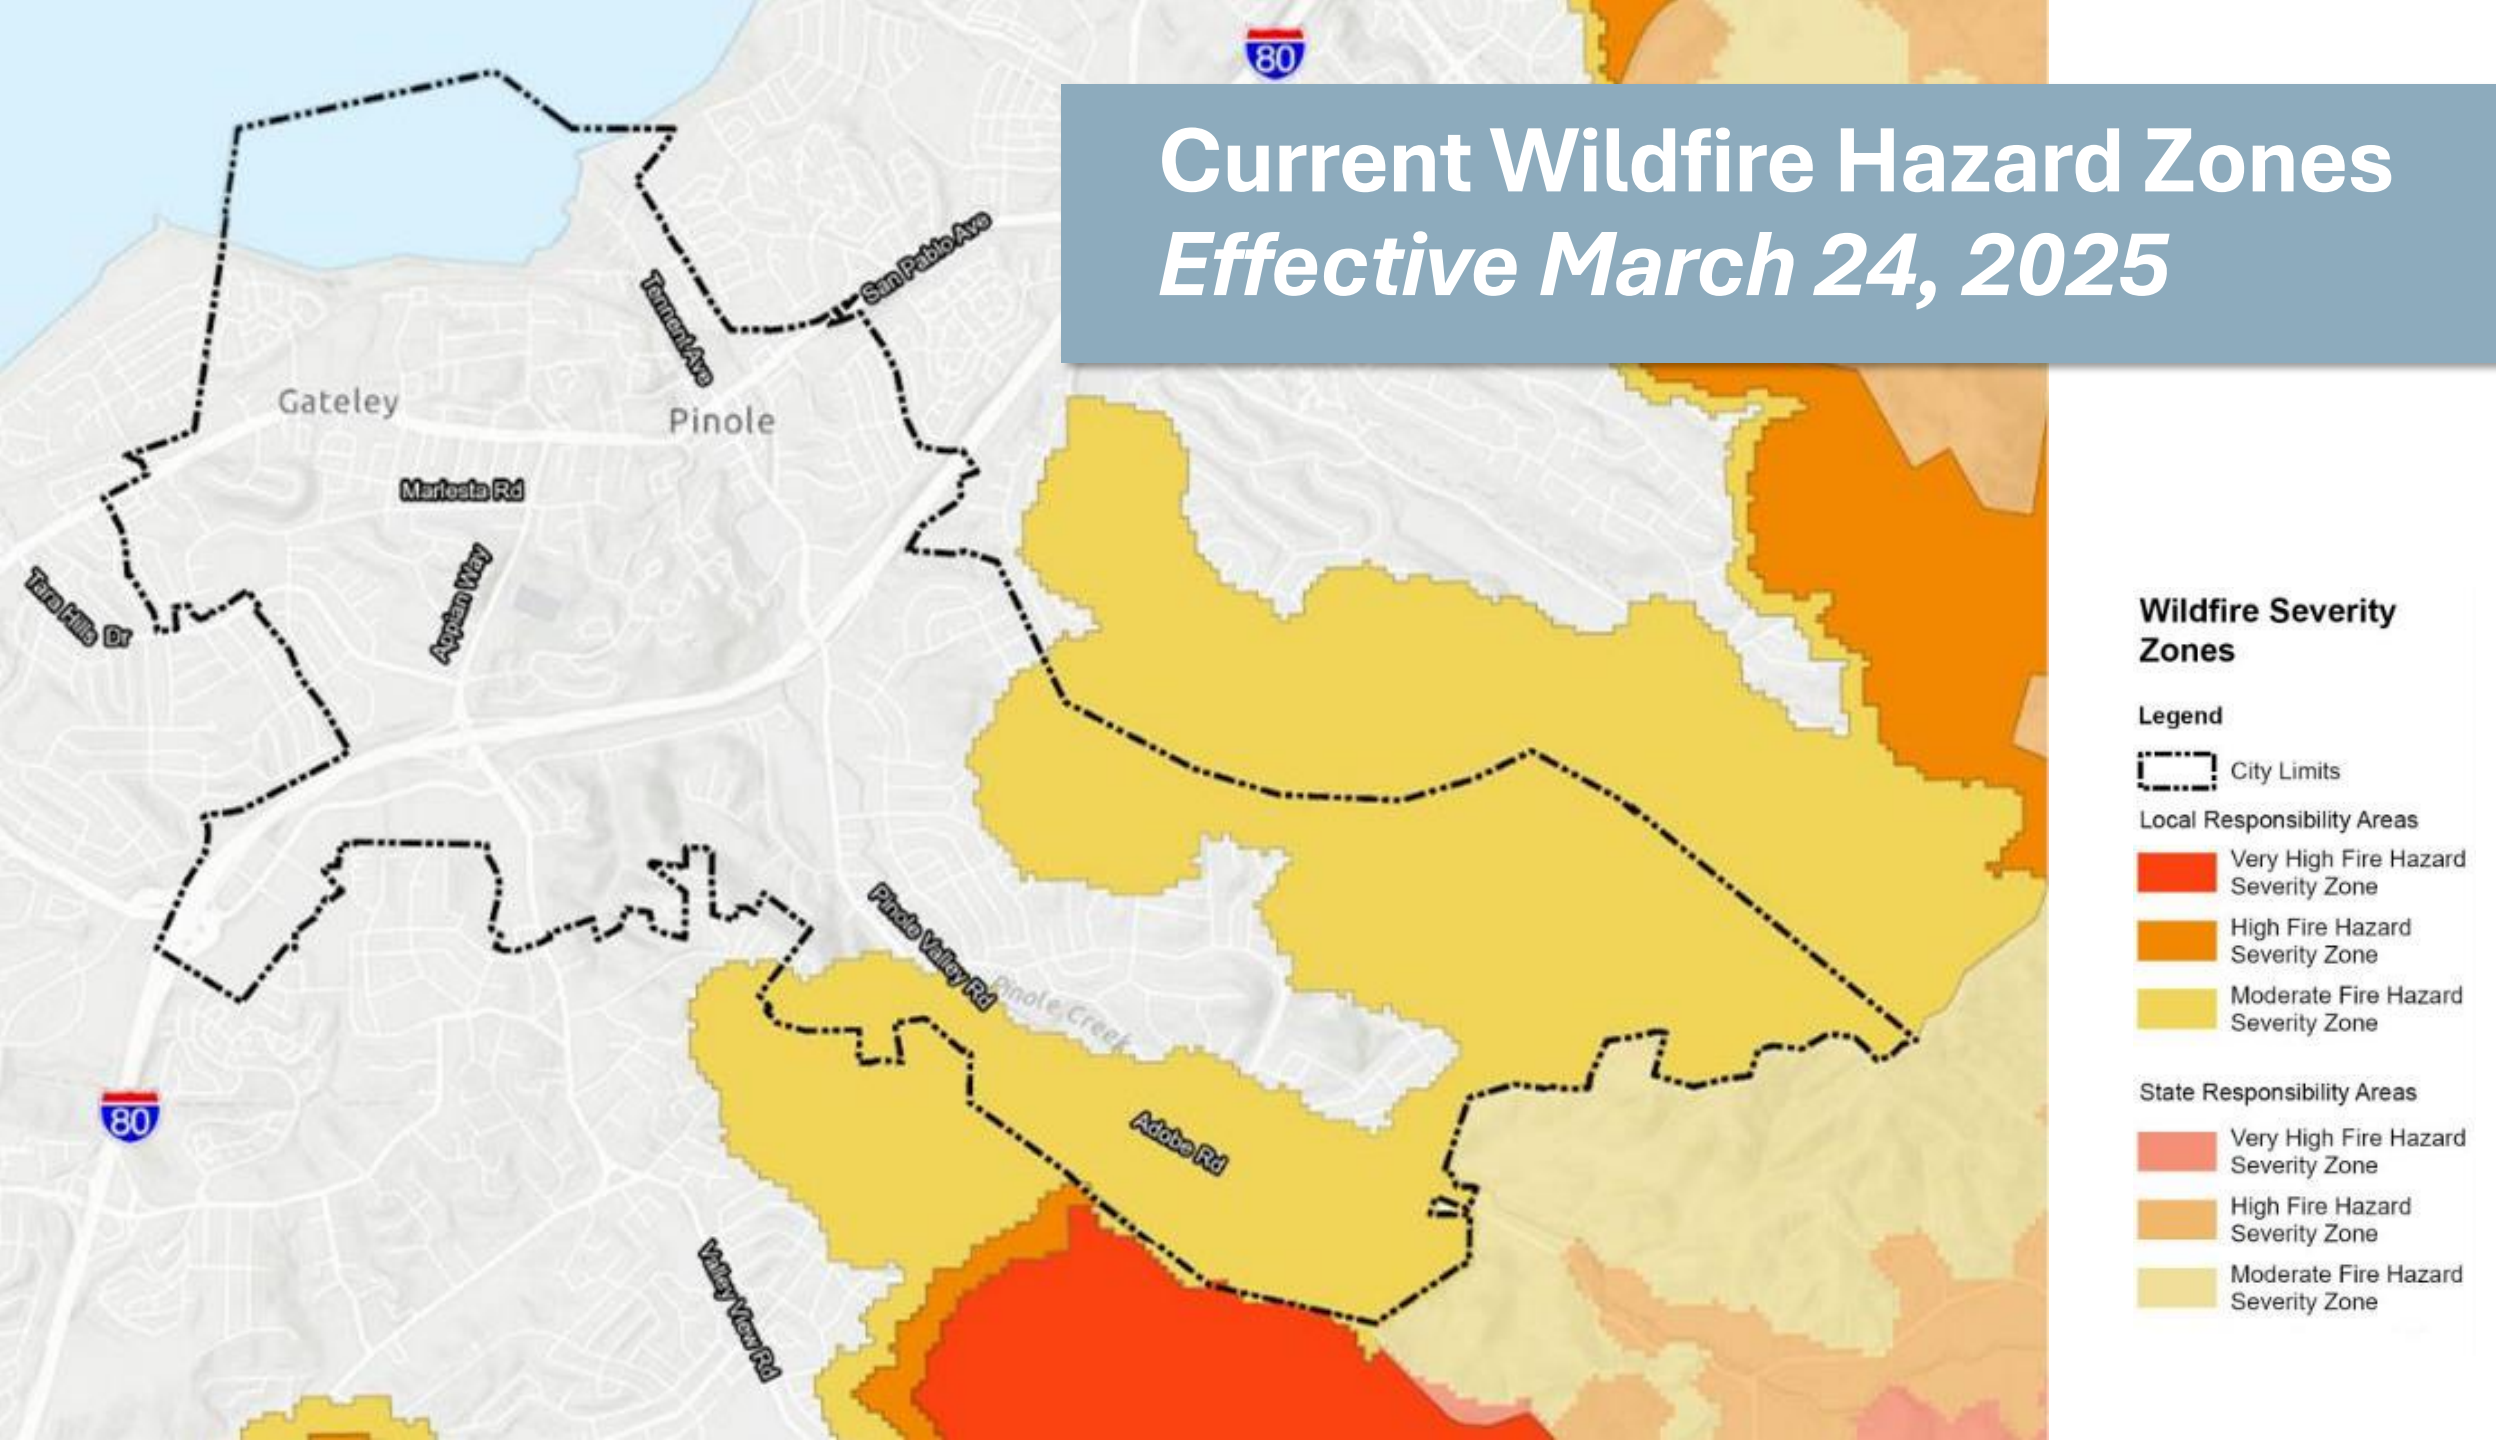 80
Current Wildfire Hazard Zones
Effective March 24, 2025
San Pablo Ave
Tennent Ave
Gateley
Pinole
Marlesta Rd
Appian Way
Tara Hills Dr
Pinole Valley Rd
Pinole Creek
Adobe Rd
80
Valley View Rd
Wildfire Severity
Zones
Legend
City Limits
Local Responsibility Areas
Very High Fire Hazard
Severity Zone
High Fire Hazard
Severity Zone
Moderate Fire Hazard
Severity Zone
State Responsibility Areas
Very High Fire Hazard
Severity Zone
High Fire Hazard
Severity Zone
Moderate Fire Hazard
Severity Zone